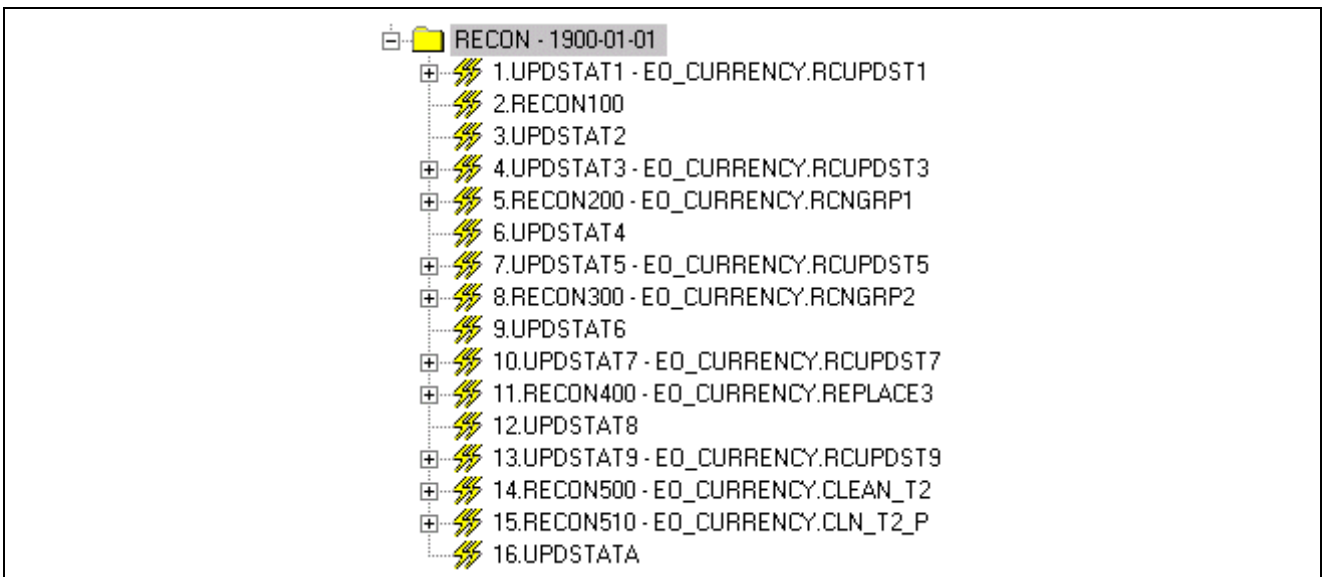 RECON - 1900-01-01
1.UPDSTAT1 - EO_CURRENCY.RCUPDST1
2.RECON100
3.UPDSTAT2
4.UPDSTAT3 - EO_CURRENCY.RCUPDST3
5.RECON200 - EO_CURRENCY.RCNGRP1
6.UPDSTAT4
7.UPDSTAT5 - EO_CURRENCY.RCUPDST5
8.RECON300 - EO_CURRENCY.RCNGRP2
9.UPDSTAT6
10.UPDSTAT7 - EO_CURRENCY.RCUPDST7
11.RECON400 - EO_CURRENCY.REPLACE3
12.UPDSTAT8
13.UPDSTAT9 - EO_CURRENCY.RCUPDST9
14.RECON500 - EO_CURRENCY.CLEAN_T2
15.RECON510 - EO_CURRENCY.CLN_T2_P
16.UPDSTATA